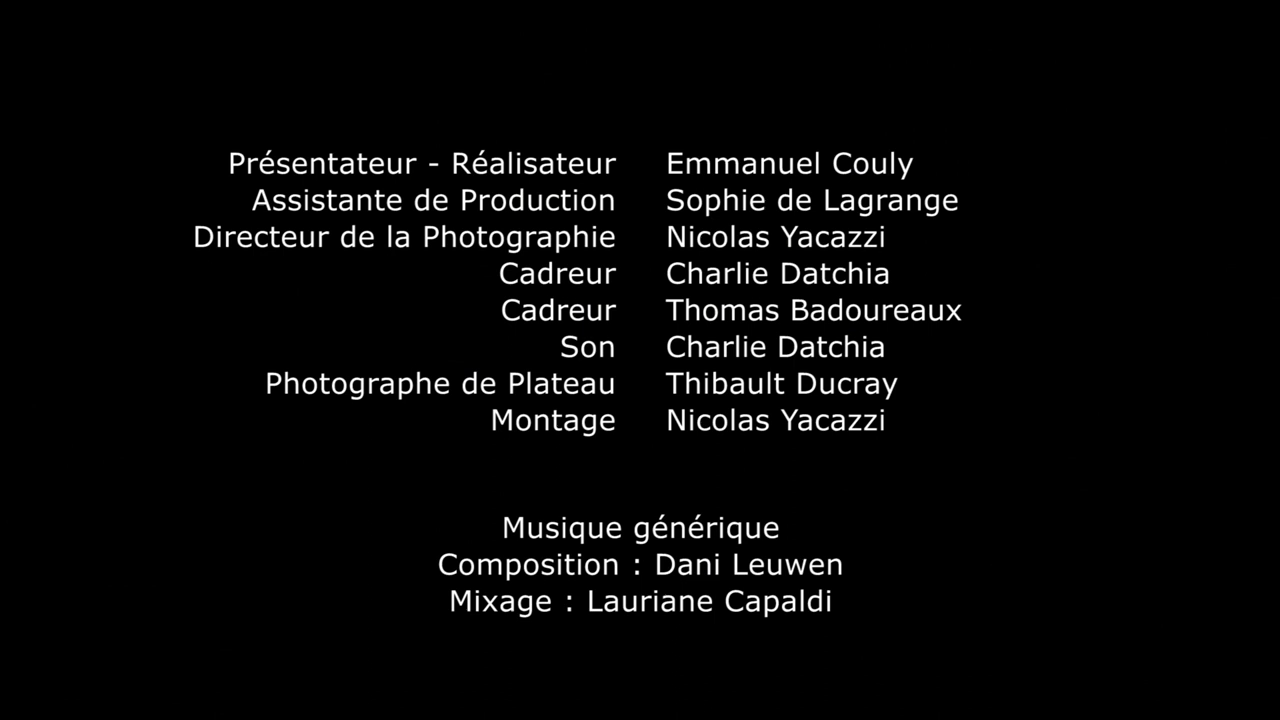 Présentateur - Réalisateur Emmanuel Couly
Assistante de Production Sophie de Lagrange
Directeur de la Photographie Nicolas Yacazzi
Cadreur Charlie Datchia
Cadreur Thomas Badoureaux
Son Charlie Datchia
Photographe de Plateau Thibault Ducray
Montage Nicolas Yacazzi
Musique générique
Composition : Dani Leuwen
Mixage : Lauriane Capaldi